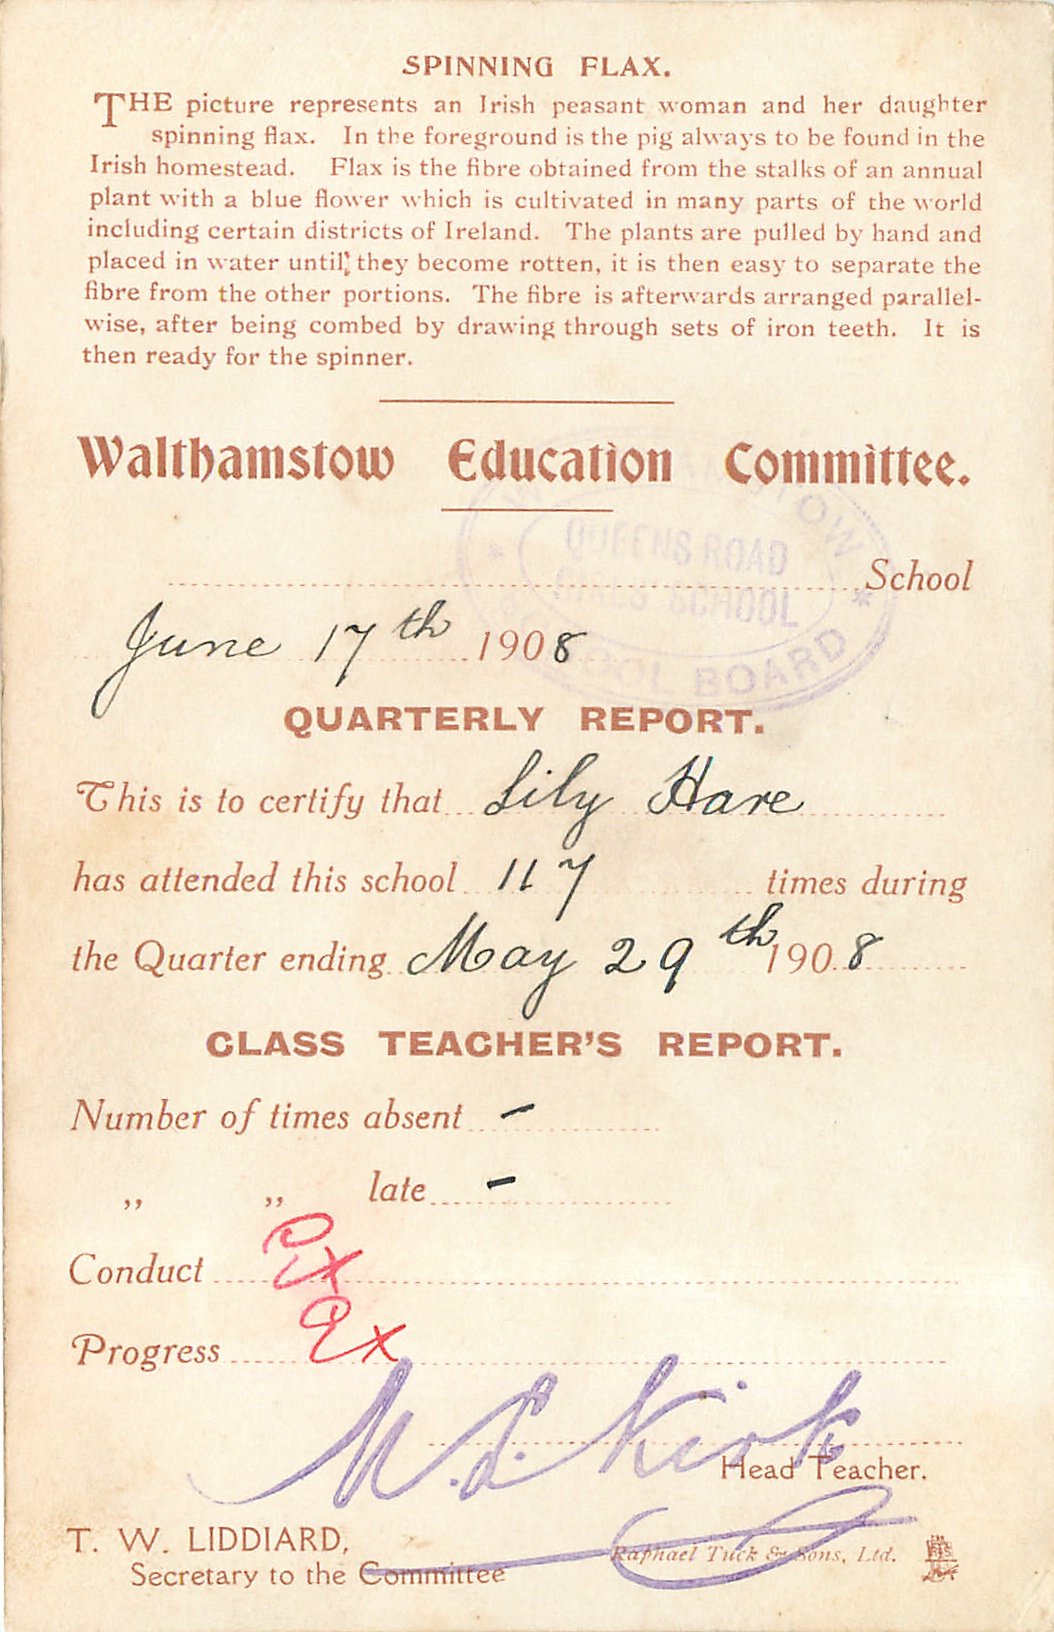 SPINNING FLAX.
THE picture represents an Irish peasant woman and her daughter
spinning flax. In the foreground is the pig always to be found in the
Irish homestead. Flax is the fibre obtained from the stalks of an annual
plant with a blue flower which is cultivated in many parts of the world
including certain districts of Ireland. The plants are pulled by hand and
placed in water until they become rotten, it is then easy to separate the
fibre from the other portions. The fibre is afterwards arranged parallel-
wise, after being combed by drawing through sets of iron teeth. It is
then ready for the spinner.
Walthamstow Education Committee.
WALTHAMSTOW
QUEENS ROAD
GIRLS SCHOOL
SCHOOL BOARD
School
June 17th 1908
QUARTERLY REPORT.
This is to certify that Lily Hare
has attended this school 117 times during
the Quarter ending May 29th 1908
CLASS TEACHER'S REPORT.
Number of times absent –
„ „ late –
Conduct Ex
Progress Ex
M. L. Kirk
Head Teacher.
T. W. LIDDIARD,
Secretary to the Committee
Raphael Tuck & Sons, Ltd.